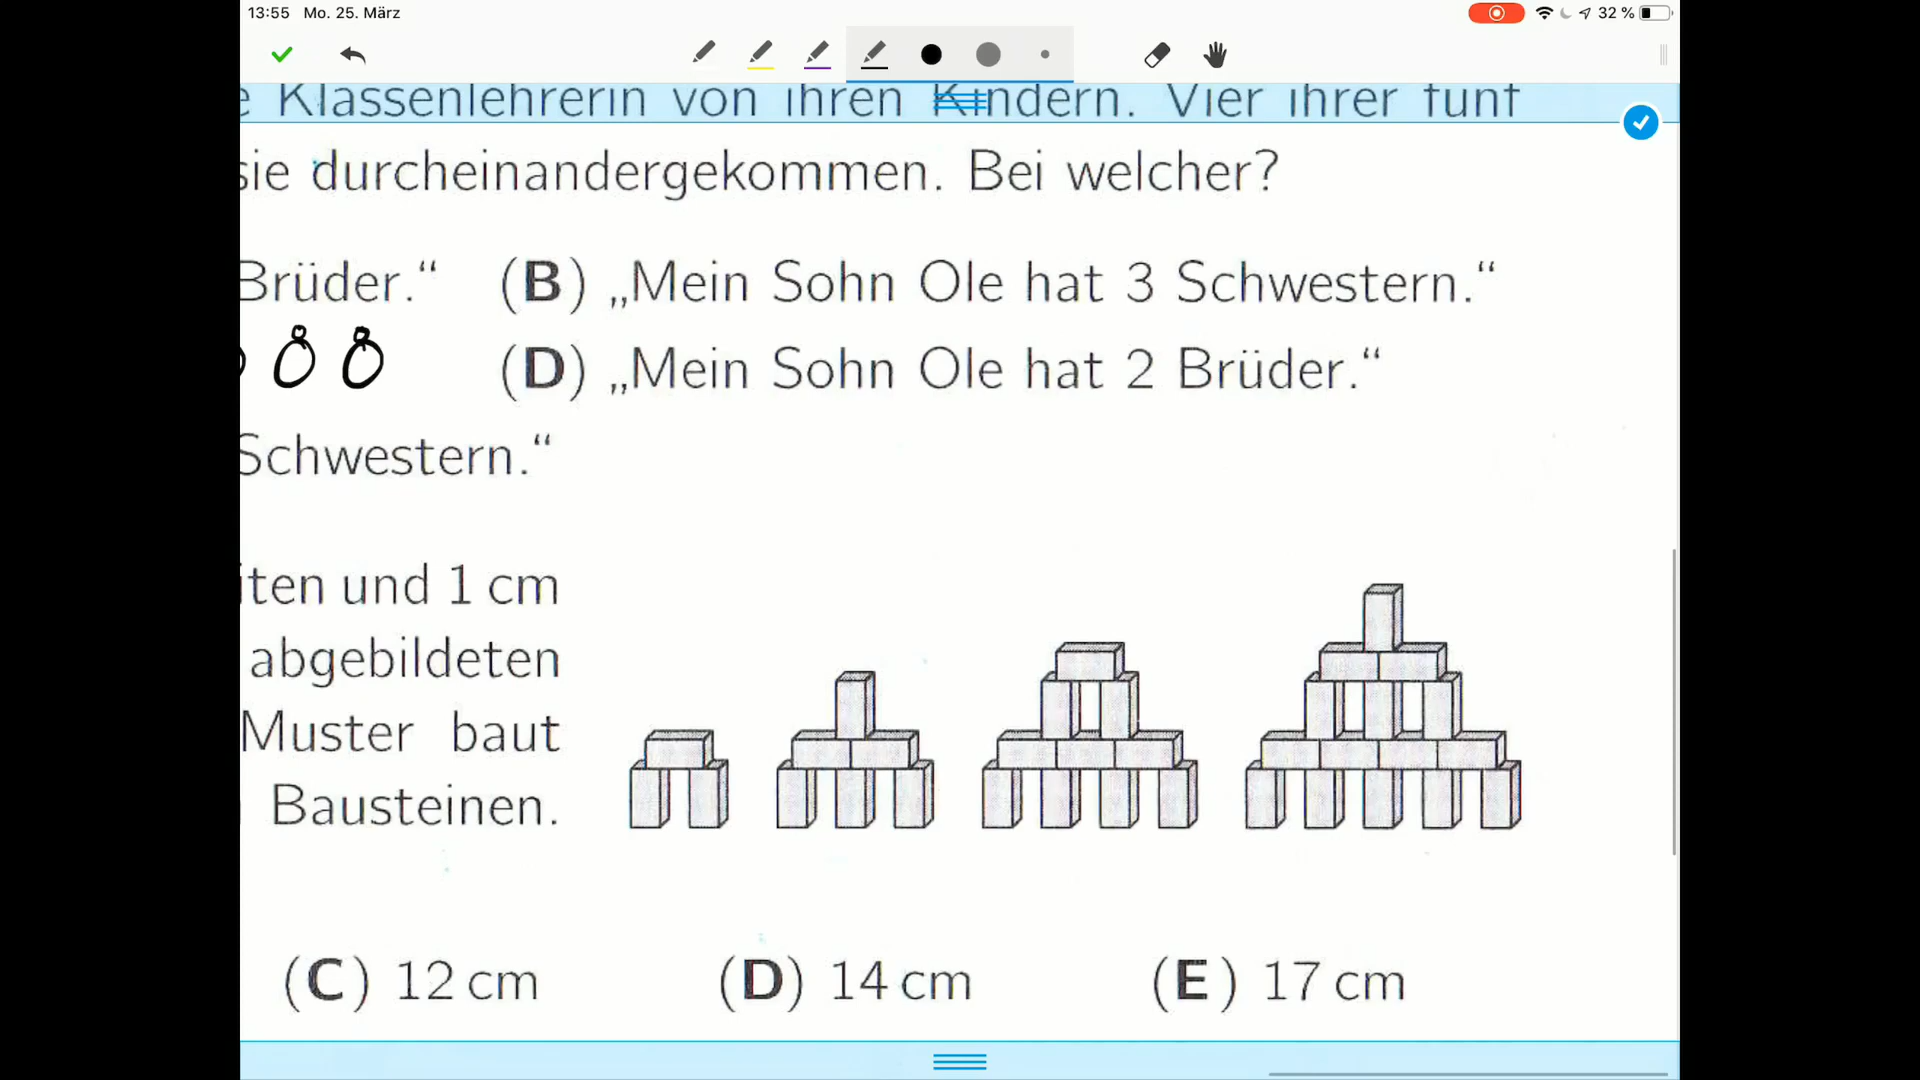 13:55 Mo. 25. März 32 %
e Klassenlehrerin von ihren Kindern. Vier ihrer fünf
sie durcheinandergekommen. Bei welcher?
Brüder.“ (B) „Mein Sohn Ole hat 3 Schwestern.“
(D) „Mein Sohn Ole hat 2 Brüder.“
Schwestern.“
iten und 1 cm
abgebildeten
Muster baut
Bausteinen.
(C) 12 cm (D) 14 cm (E) 17 cm